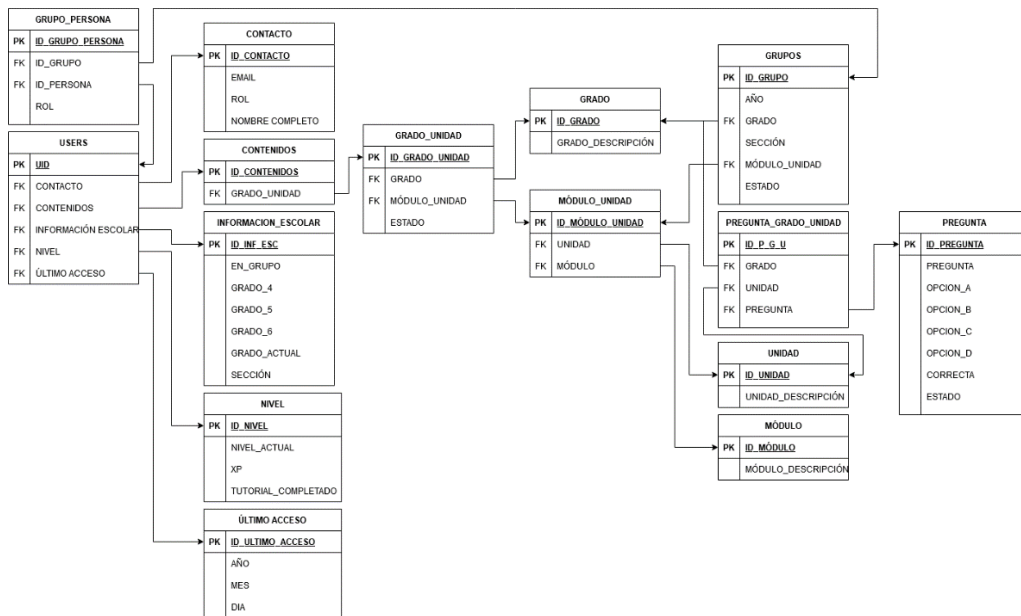 GRUPO_PERSONA
PK ID_GRUPO_PERSONA
FK ID_GRUPO
FK ID_PERSONA
ROL
USERS
PK UID
FK CONTACTO
FK CONTENIDOS
FK INFORMACIÓN ESCOLAR
FK NIVEL
FK ÚLTIMO ACCESO
CONTACTO
PK ID_CONTACTO
EMAIL
ROL
NOMBRE COMPLETO
CONTENIDOS
PK ID_CONTENIDOS
FK GRADO_UNIDAD
INFORMACION_ESCOLAR
PK ID_INF_ESC
EN_GRUPO
GRADO_4
GRADO_5
GRADO_6
GRADO_ACTUAL
SECCIÓN
NIVEL
PK ID_NIVEL
NIVEL_ACTUAL
XP
TUTORIAL_COMPLETADO
ÚLTIMO ACCESO
PK ID_ULTIMO_ACCESO
AÑO
MES
DIA
GRADO_UNIDAD
PK ID_GRADO_UNIDAD
FK GRADO
FK MÓDULO_UNIDAD
ESTADO
GRADO
PK ID_GRADO
GRADO_DESCRIPCIÓN
MÓDULO_UNIDAD
PK ID_MÓDULO_UNIDAD
FK UNIDAD
FK MÓDULO
GRUPOS
PK ID_GRUPO
AÑO
FK GRADO
SECCIÓN
FK MÓDULO_UNIDAD
ESTADO
PREGUNTA_GRADO_UNIDAD
PK ID_P_G_U
FK GRADO
FK UNIDAD
FK PREGUNTA
UNIDAD
PK ID_UNIDAD
UNIDAD_DESCRIPCIÓN
MÓDULO
PK ID_MÓDULO
MÓDULO_DESCRIPCIÓN
PREGUNTA
PK ID_PREGUNTA
PREGUNTA
OPCION_A
OPCION_B
OPCION_C
OPCION_D
CORRECTA
ESTADO